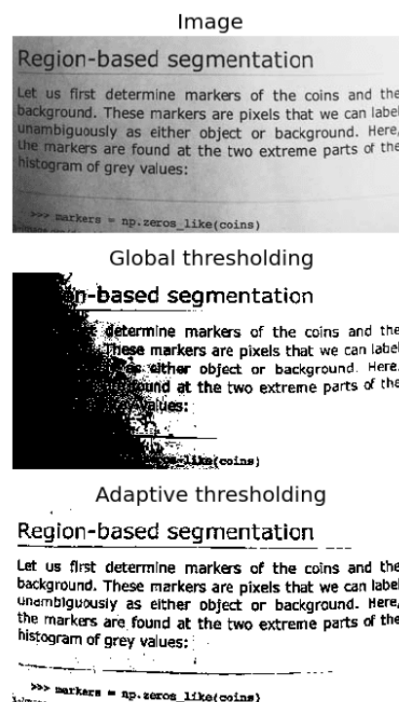 Image
Region-based segmentation
Let us first determine markers of the coins and the
background. These markers are pixels that we can label
unambiguously as either object or background. Here,
the markers are found at the two extreme parts of the
histogram of grey values:
>>> markers = np.zeros_like(coins)
Global thresholding
n-based segmentation
determine markers of the coins and the
These markers are pixels that we can label
as either object or background. Here,
found at the two extreme parts of the
values:
(coins)
Adaptive thresholding
Region-based segmentation
Let us first determine markers of the coins and the
background. These markers are pixels that we can label
unambiguously as either object or background. Here,
the markers are found at the two extreme parts of the
histogram of grey values:
>>> markers = np.zeros_like(coins)